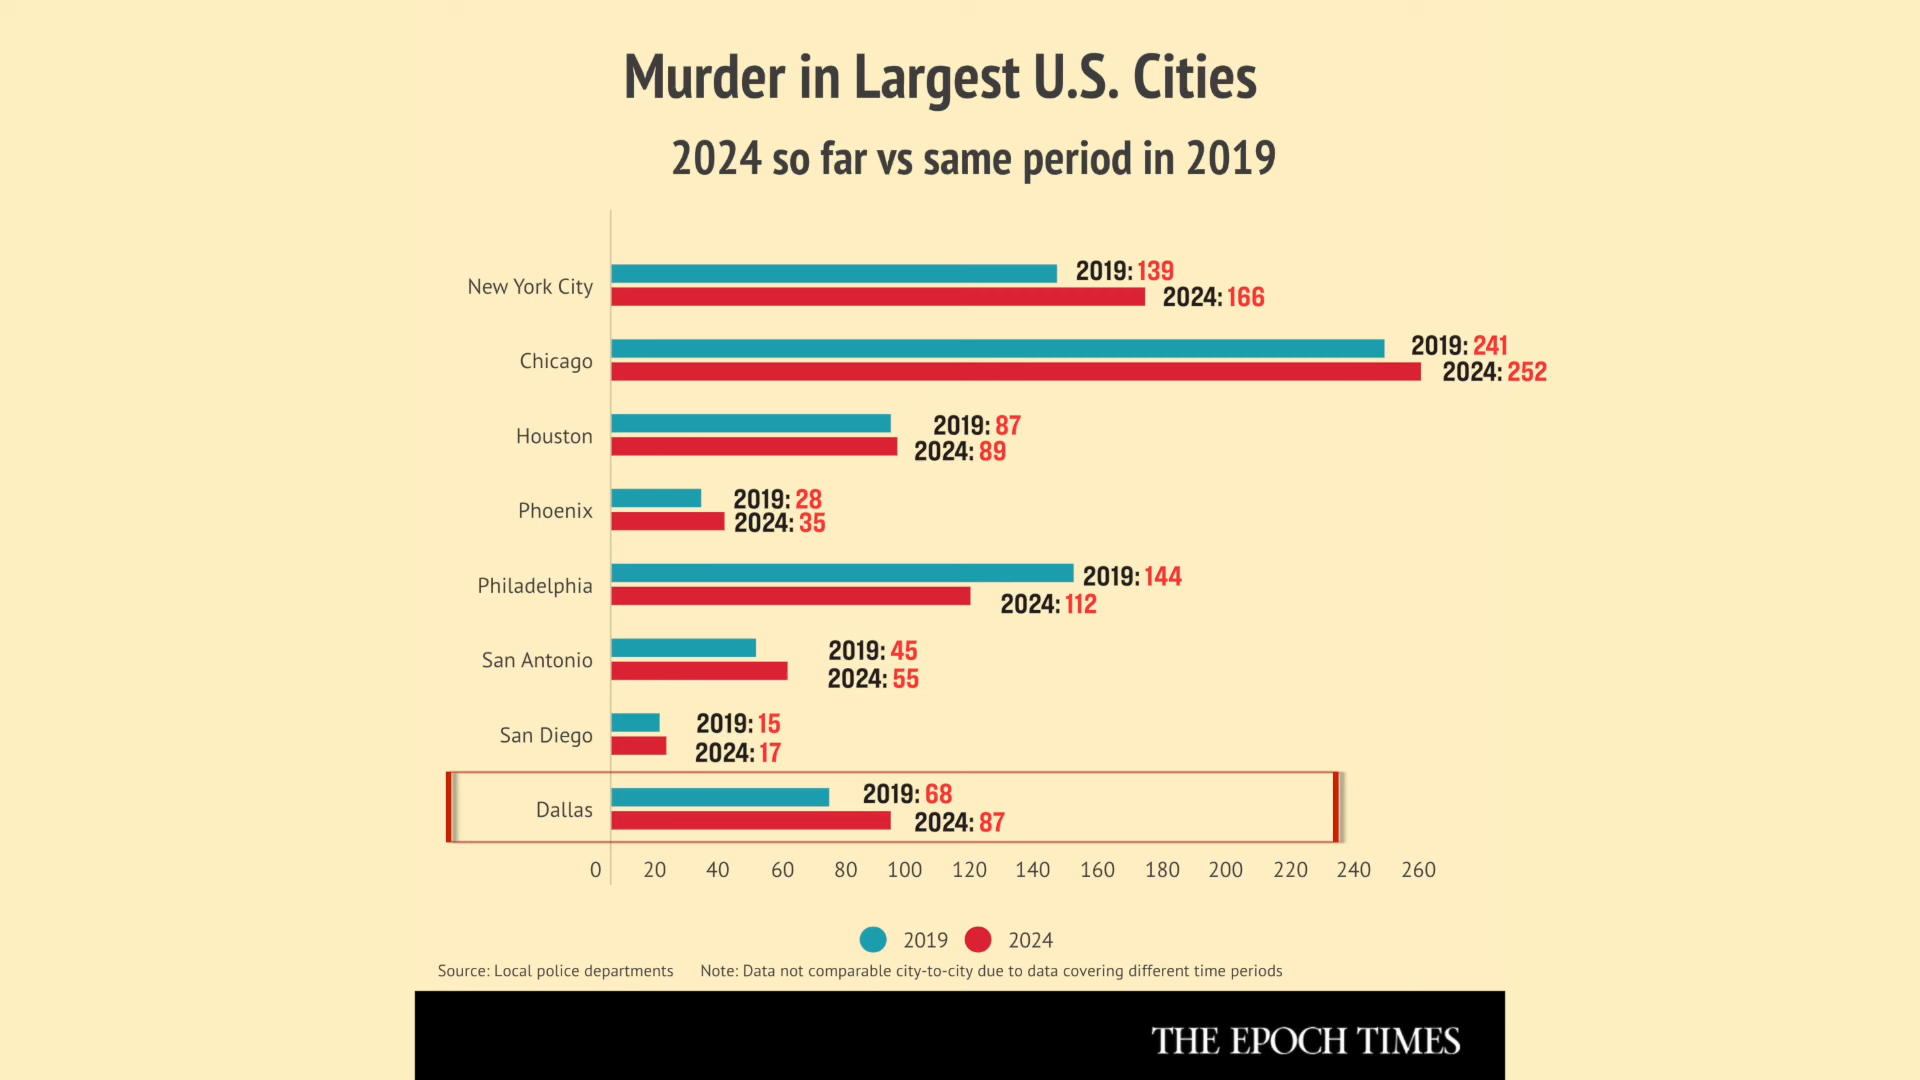 Murder in Largest U.S. Cities
2024 so far vs same period in 2019
New York City
2019: 139
2024: 166
Chicago
2019: 241
2024: 252
Houston
2019: 87
2024: 89
Phoenix
2019: 28
2024: 35
Philadelphia
2019: 144
2024: 112
San Antonio
2019: 45
2024: 55
San Diego
2019: 15
2024: 17
Dallas
2019: 68
2024: 87
0 20 40 60 80 100 120 140 160 180 200 220 240 260
2019 2024
Source: Local police departments Note: Data not comparable city-to-city due to data covering different time periods
THE EPOCH TIMES